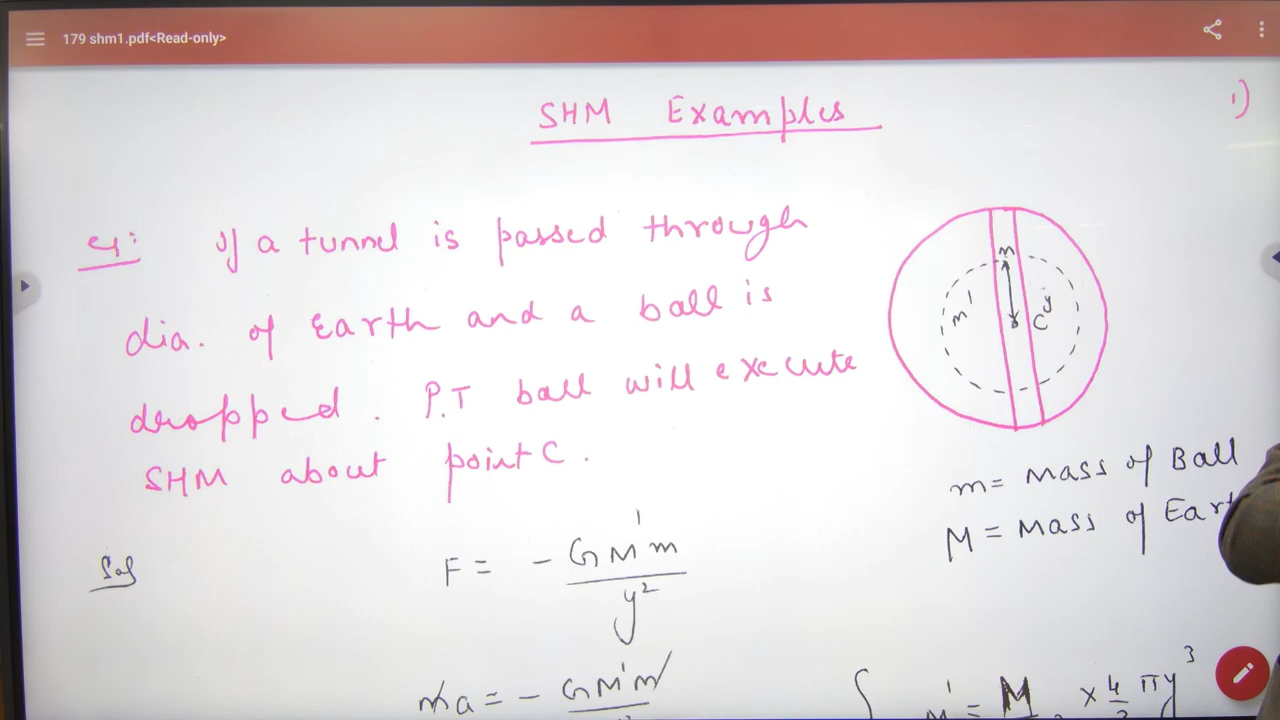 179 shm1.pdf<Read-only>
SHM Examples
1)
eg: If a tunnel is passed through
dia. of Earth and a ball is
dropped. P.T ball will execute
SHM about point C.
m
m'
y
C
m = mass of Ball
M = mass of Eart
Sol
F = - GM'm / y²
ma = - GM'm
M' = M × 4 πy³